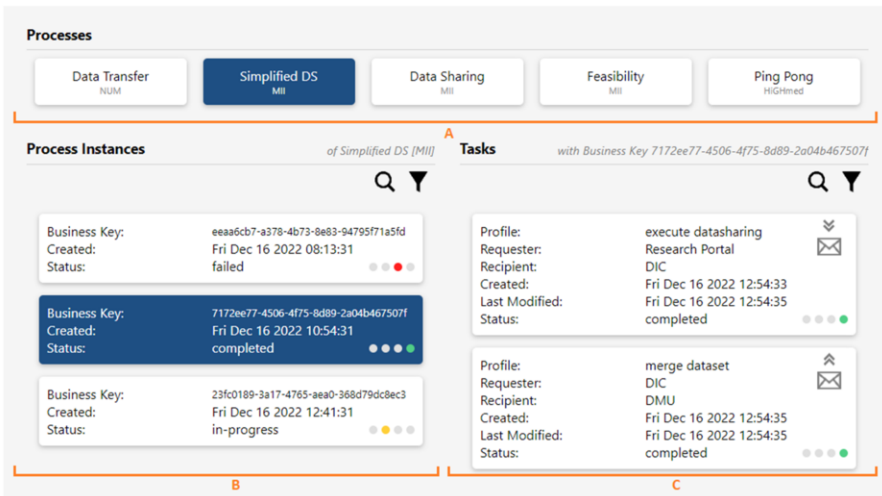 Processes
Data Transfer
NUM
Simplified DS
MII
Data Sharing
MII
Feasibility
MII
Ping Pong
HiGHmed
A
Process Instances
of Simplified DS [MII]
Business Key: eeaa6cb7-a378-4b73-8e83-94795f71a5fd
Created: Fri Dec 16 2022 08:13:31
Status: failed
Business Key: 7172ee77-4506-4f75-8d89-2a04b467507f
Created: Fri Dec 16 2022 10:54:31
Status: completed
Business Key: 23fc0189-3a17-4765-aea0-368d79dc8ec3
Created: Fri Dec 16 2022 12:41:31
Status: in-progress
B
Tasks
with Business Key 7172ee77-4506-4f75-8d89-2a04b467507f
Profile: execute datasharing
Requester: Research Portal
Recipient: DIC
Created: Fri Dec 16 2022 12:54:33
Last Modified: Fri Dec 16 2022 12:54:35
Status: completed
Profile: merge dataset
Requester: DIC
Recipient: DMU
Created: Fri Dec 16 2022 12:54:35
Last Modified: Fri Dec 16 2022 12:54:35
Status: completed
C